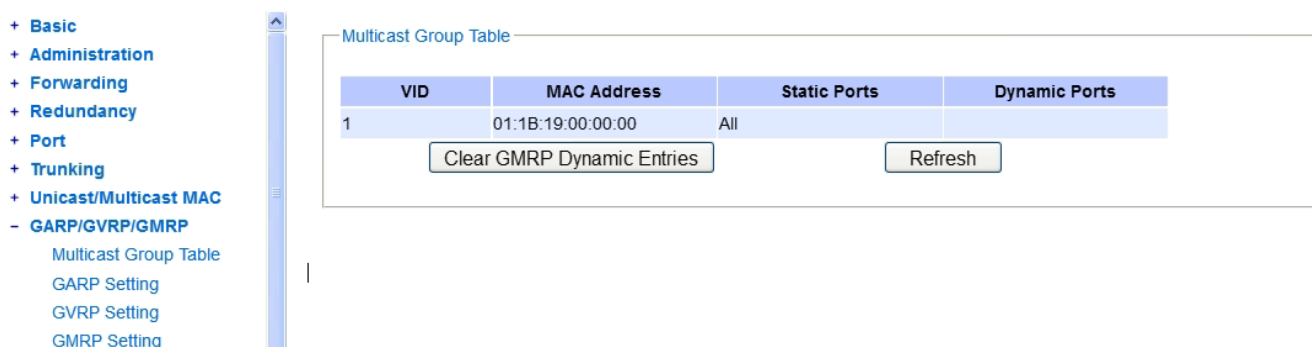 + Basic
+ Administration
+ Forwarding
+ Redundancy
+ Port
+ Trunking
+ Unicast/Multicast MAC
– GARP/GVRP/GMRP
Multicast Group Table
GARP Setting
GVRP Setting
GMRP Setting
Multicast Group Table
VID MAC Address Static Ports Dynamic Ports
1 01:1B:19:00:00:00 All
Clear GMRP Dynamic Entries Refresh